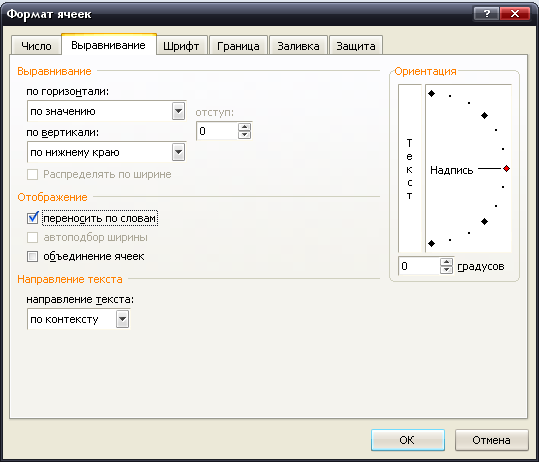 Формат ячеек
Число Выравнивание Шрифт Граница Заливка Защита
Выравнивание
по горизонтали:
по значению
отступ:
0
по вертикали:
по нижнему краю
Распределять по ширине
Отображение
переносить по словам
автоподбор ширины
объединение ячеек
Направление текста
направление текста:
по контексту
Ориентация
Текст
Надпись
0 градусов
ОК Отмена